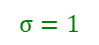 σ = 1